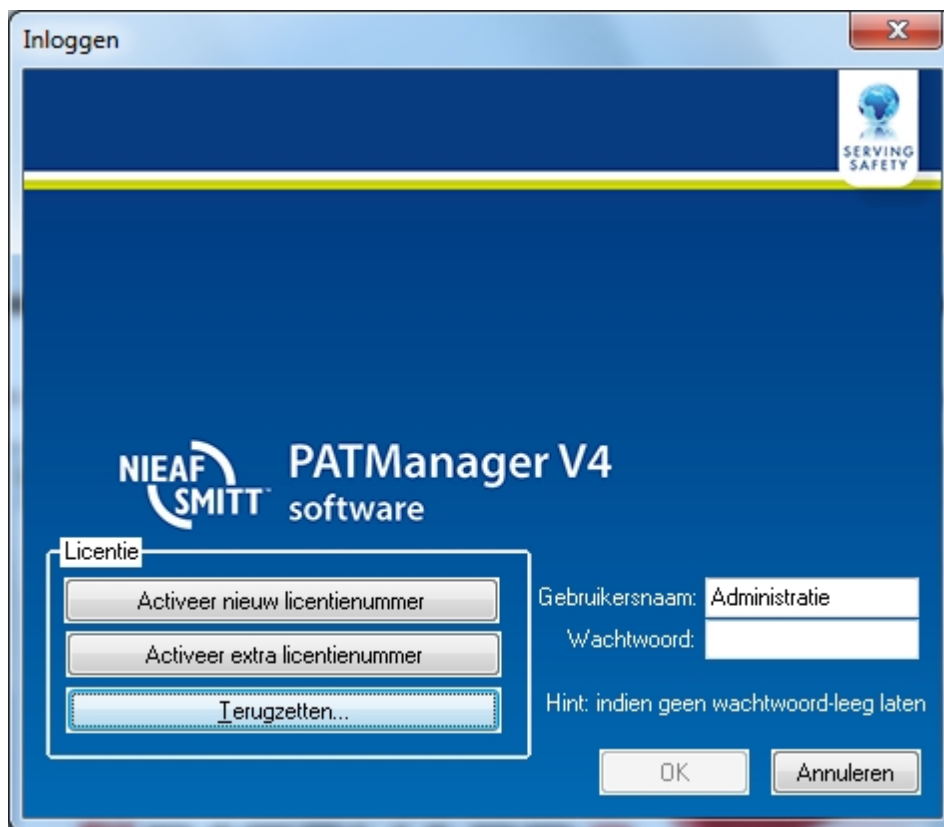 Inloggen
SERVING
SAFETY
NIEAF
SMITT™
PATManager V4
software
Licentie
Activeer nieuw licentienummer
Activeer extra licentienummer
Terugzetten...
Gebruikersnaam: Administratie
Wachtwoord:
Hint: indien geen wachtwoord-leeg laten
OK
Annuleren